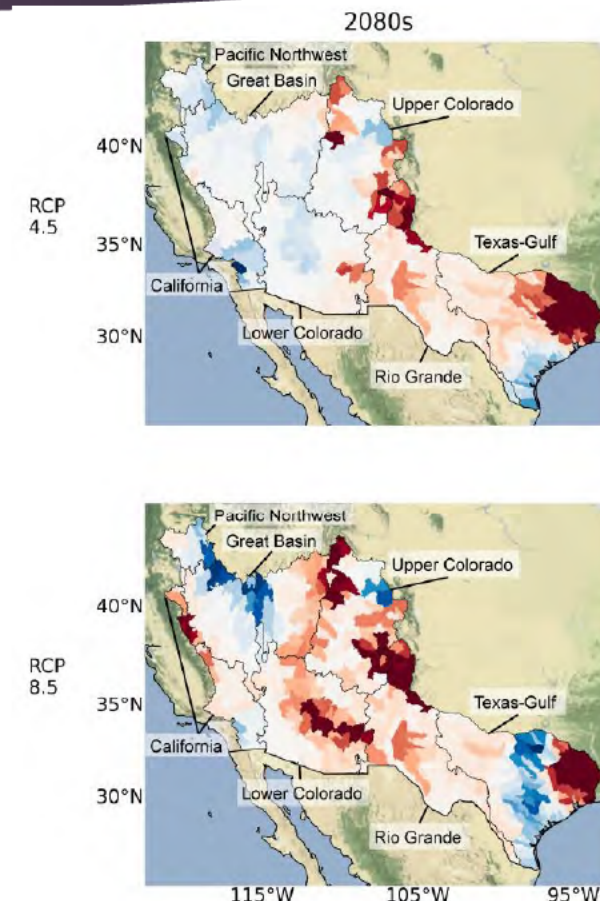 2080s
Pacific Northwest
Great Basin
Upper Colorado
40°N
RCP
4.5
35°N
Texas-Gulf
California
30°N
Lower Colorado
Rio Grande
Pacific Northwest
Great Basin
Upper Colorado
40°N
RCP
8.5
35°N
Texas-Gulf
California
30°N
Lower Colorado
Rio Grande
115°W 105°W 95°W